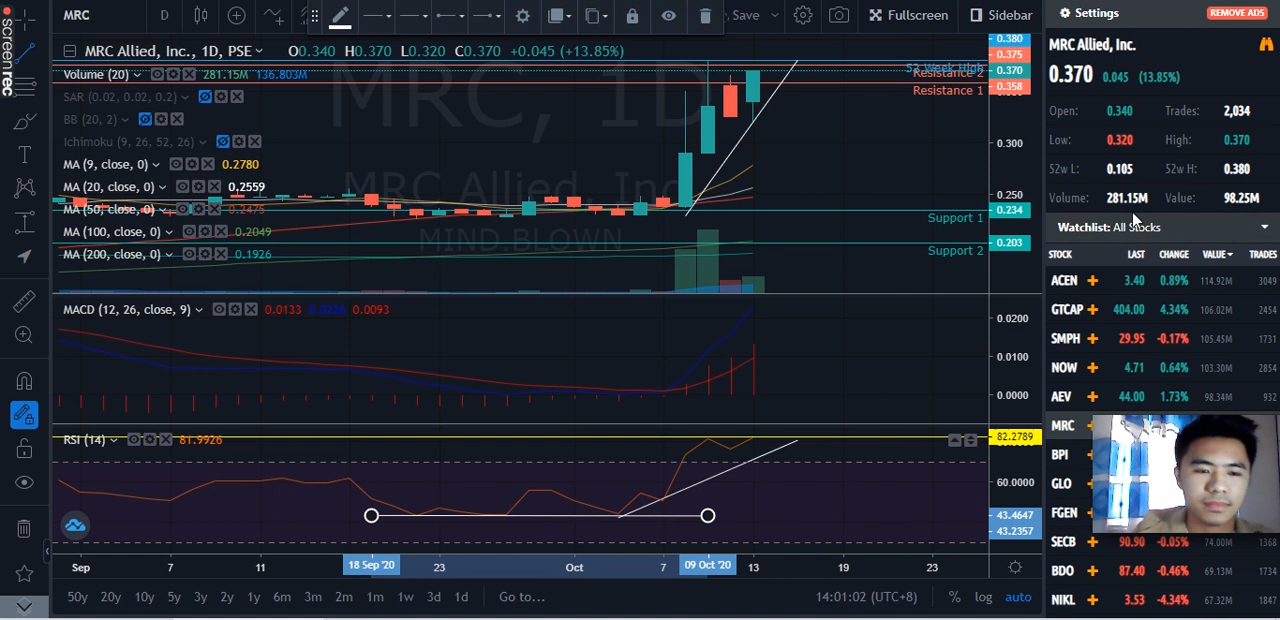 screenrec
MRC D Save Fullscreen Sidebar
MRC Allied, Inc., 1D, PSE O0.340 H0.370 L0.320 C0.370 +0.045 (+13.85%)
Volume (20) 281.15M 136.803M
SAR (0.02, 0.02, 0.2)
BB (20, 2)
Ichimoku (9, 26, 52, 26)
MA (9, close, 0) 0.2780
MA (20, close, 0) 0.2559
MA (50, close, 0) 0.2475
MA (100, close, 0) 0.2049
MA (200, close, 0) 0.1926
MRC, 1D
MRC Allied, Inc.
MIND.BLOWN
52 Week High
Resistance 2
Resistance 1
Support 1
Support 2
0.380
0.375
0.370
0.358
0.300
0.250
0.234
0.203
MACD (12, 26, close, 9) 0.0133 0.0226 0.0093
0.0200
0.0100
0.0000
RSI (14) 81.9926
82.2789
60.0000
43.4647
43.2357
Sep 7 11 18 Sep '20 23 Oct 7 09 Oct '20 13 19 23
50y 20y 10y 5y 3y 2y 1y 6m 3m 2m 1m 1w 3d 1d Go to... 14:01:02 (UTC+8) % log auto
Settings REMOVE ADS
MRC Allied, Inc.
0.370 0.045 (13.85%)
Open: 0.340 Trades: 2,034
Low: 0.320 High: 0.370
52w L: 0.105 52w H: 0.380
Volume: 281.15M Value: 98.25M
Watchlist: All Stocks
STOCK LAST CHANGE VALUE TRADES
ACEN 3.40 0.89% 114.92M 3049
GTCAP 404.00 4.34% 106.02M 2454
SMPH 29.95 -0.17% 105.45M 1731
NOW 4.71 0.64% 103.30M 2854
AEV 44.00 1.73% 98.34M 932
MRC
BPI
GLO
FGEN
SECB 90.90 -0.05% 74.00M 1368
BDO 87.40 -0.46% 69.13M 1734
NIKL 3.53 -4.34% 67.32M 1847